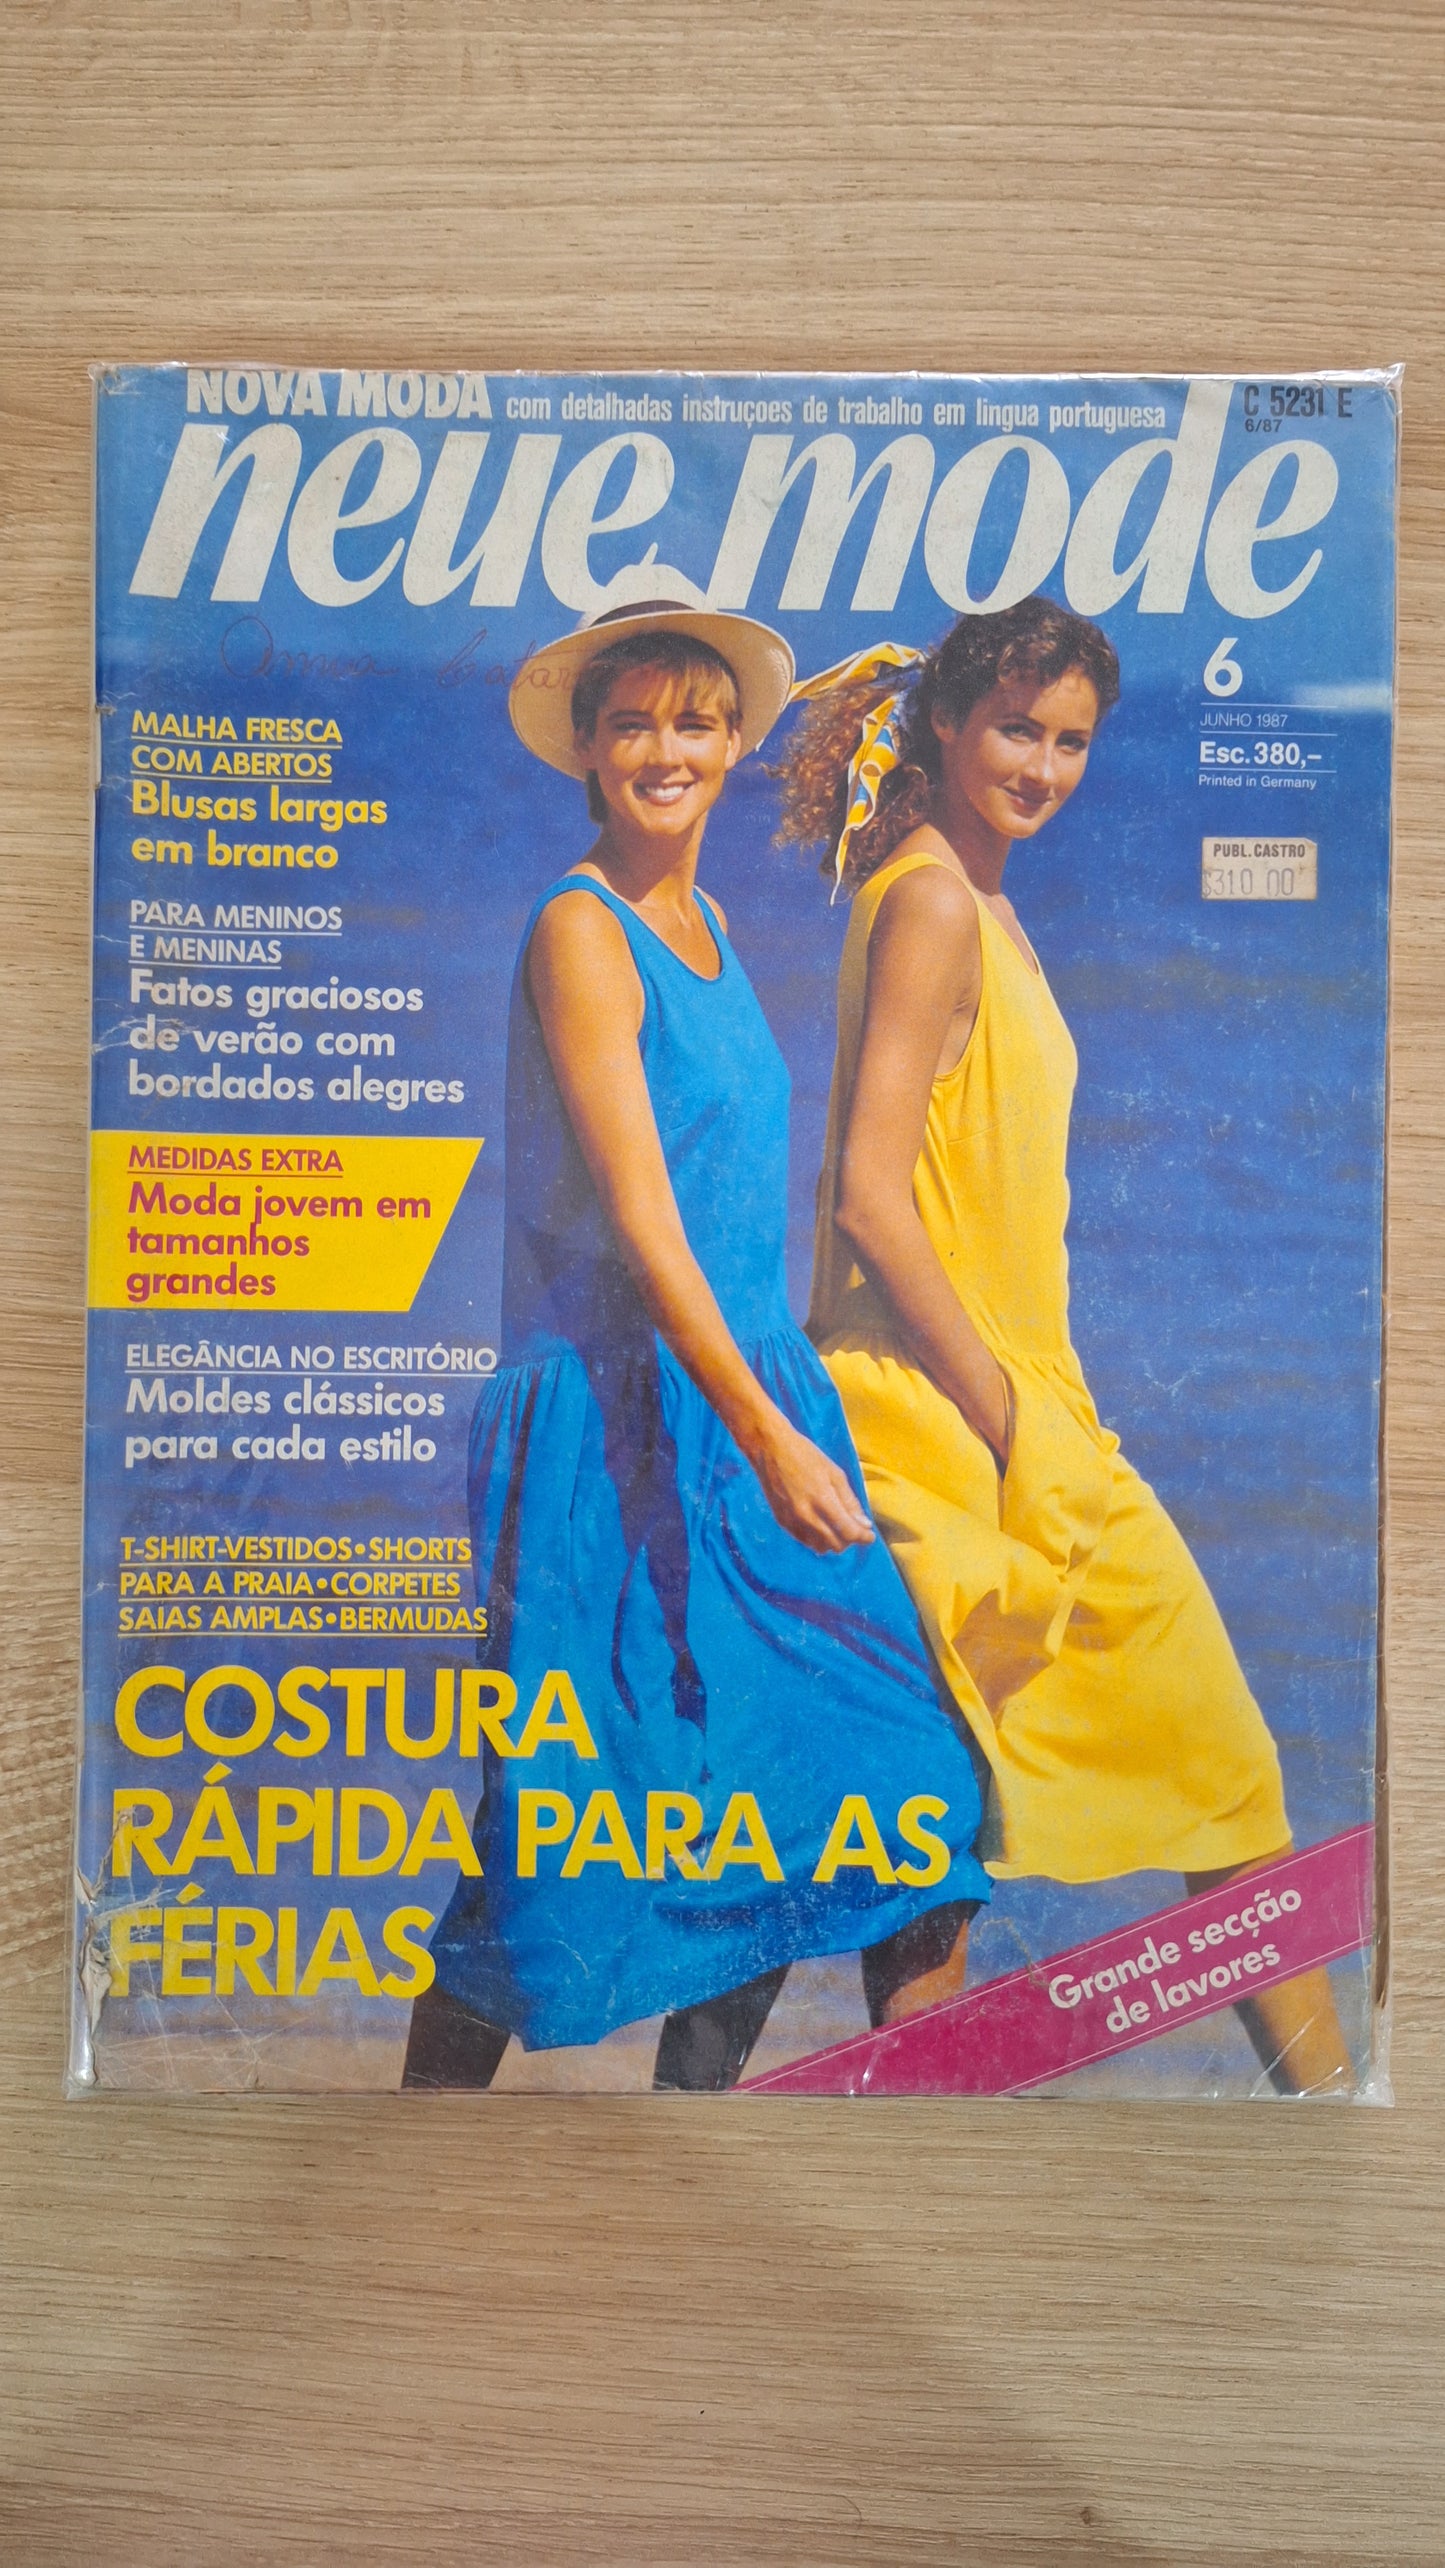 NOVA MODA com detalhadas instruçoes de trabalho em lingua portuguesa
C 5231 E
6/87
neue mode
6
JUNHO 1987
Esc. 380,–
Printed in Germany
PUBL. CASTRO
$310 00
MALHA FRESCA
COM ABERTOS
Blusas largas
em branco
PARA MENINOS
E MENINAS
Fatos graciosos
de verão com
bordados alegres
MEDIDAS EXTRA
Moda jovem em
tamanhos
grandes
ELEGÂNCIA NO ESCRITÓRIO
Moldes clássicos
para cada estilo
T-SHIRT-VESTIDOS•SHORTS
PARA A PRAIA•CORPETES
SAIAS AMPLAS•BERMUDAS
COSTURA
RÁPIDA PARA AS
FÉRIAS
Grande secção
de lavores